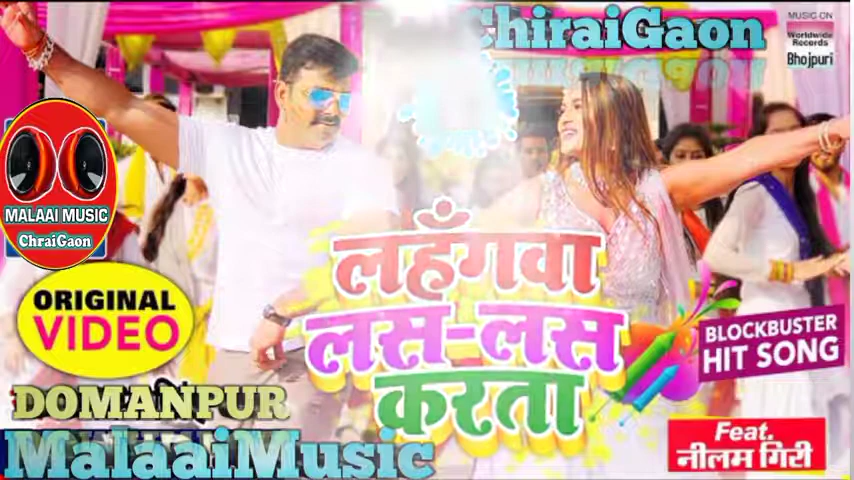 ChiraiGaon
MUSIC ON
Worldwide
Records
Bhojpuri
MALAAI MUSIC
ChraiGaon
लहँगवा
लस-लस
करता
ORIGINAL
VIDEO
BLOCKBUSTER
HIT SONG
DOMANPUR
MalaaiMusic
Feat.
नीलम गिरी